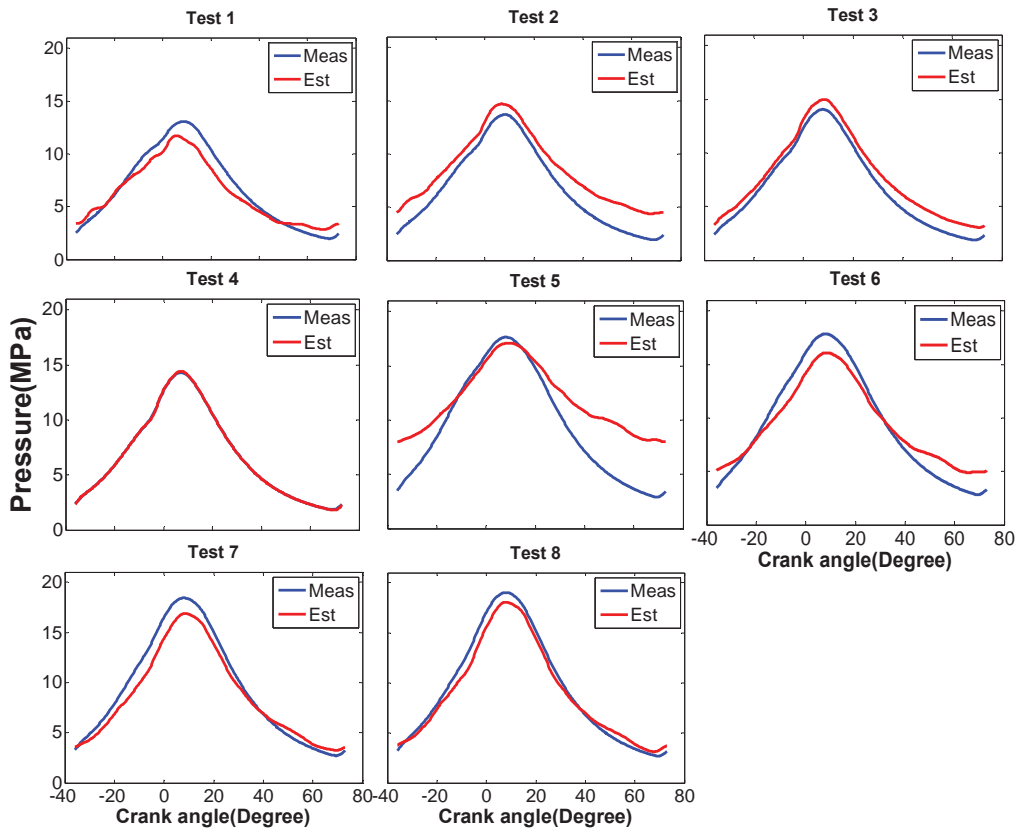 Test 1
Test 2
Test 3
20
15
10
5
0
Meas
Est
Meas
Est
Meas
Est
Test 4
Test 5
Test 6
Pressure(MPa)
20
15
10
5
0
Meas
Est
Meas
Est
Meas
Est
-40 -20 0 20 40 60 80
Crank angle(Degree)
Test 7
Test 8
20
15
10
5
0
Meas
Est
Meas
Est
-40 -20 0 20 40 60 80
-40 -20 0 20 40 60 80
Crank angle(Degree)
Crank angle(Degree)